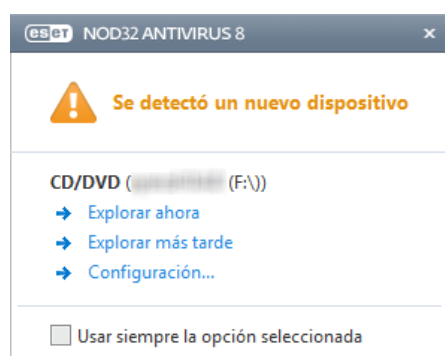 eseT NOD32 ANTIVIRUS 8
Se detectó un nuevo dispositivo
CD/DVD ( (F:\))
Explorar ahora
Explorar más tarde
Configuración...
Usar siempre la opción seleccionada